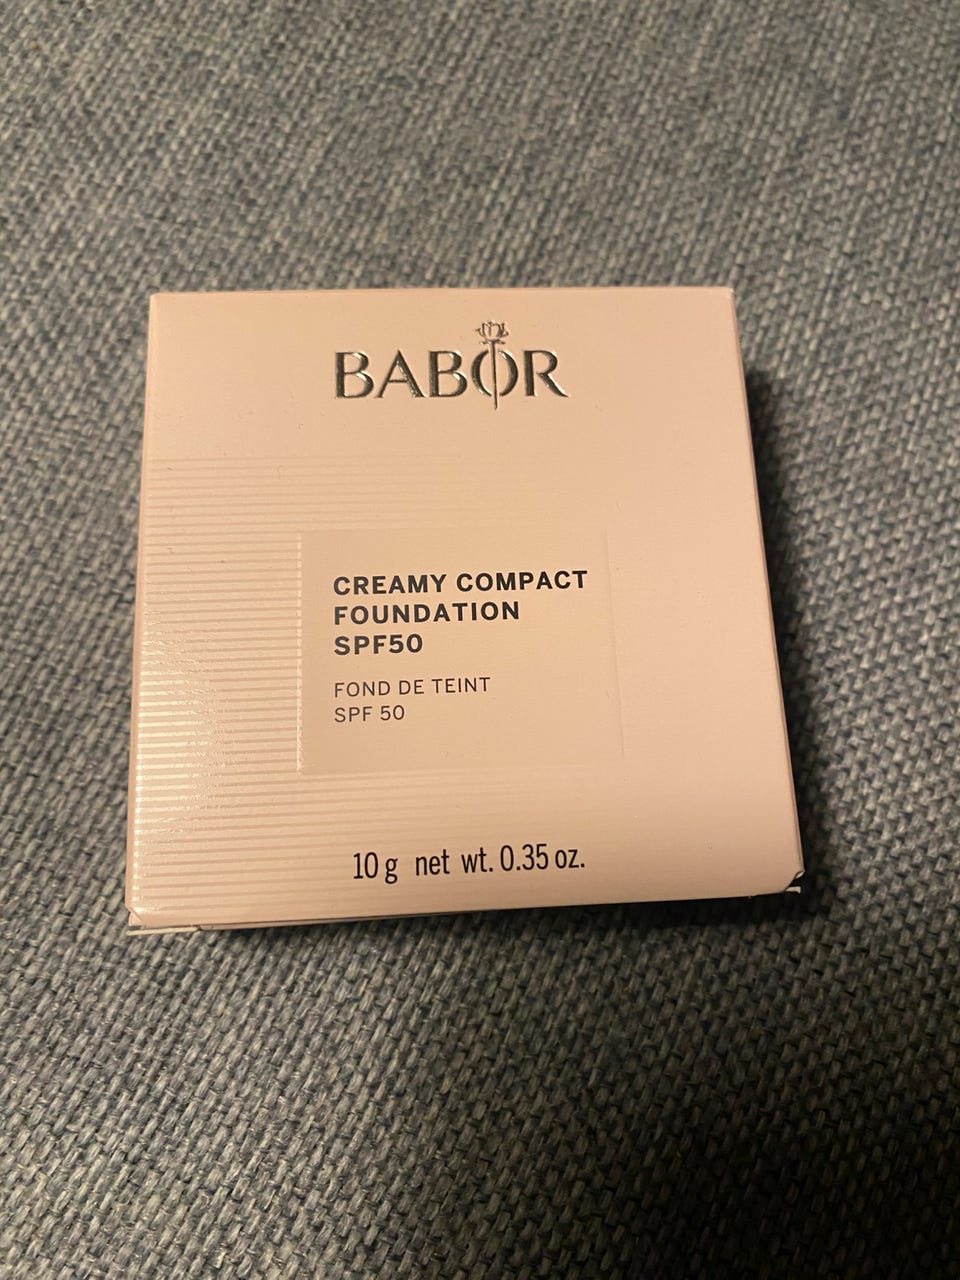 BABOR
CREAMY COMPACT
FOUNDATION
SPF50
FOND DE TEINT
SPF 50
10 g net wt. 0.35 oz.